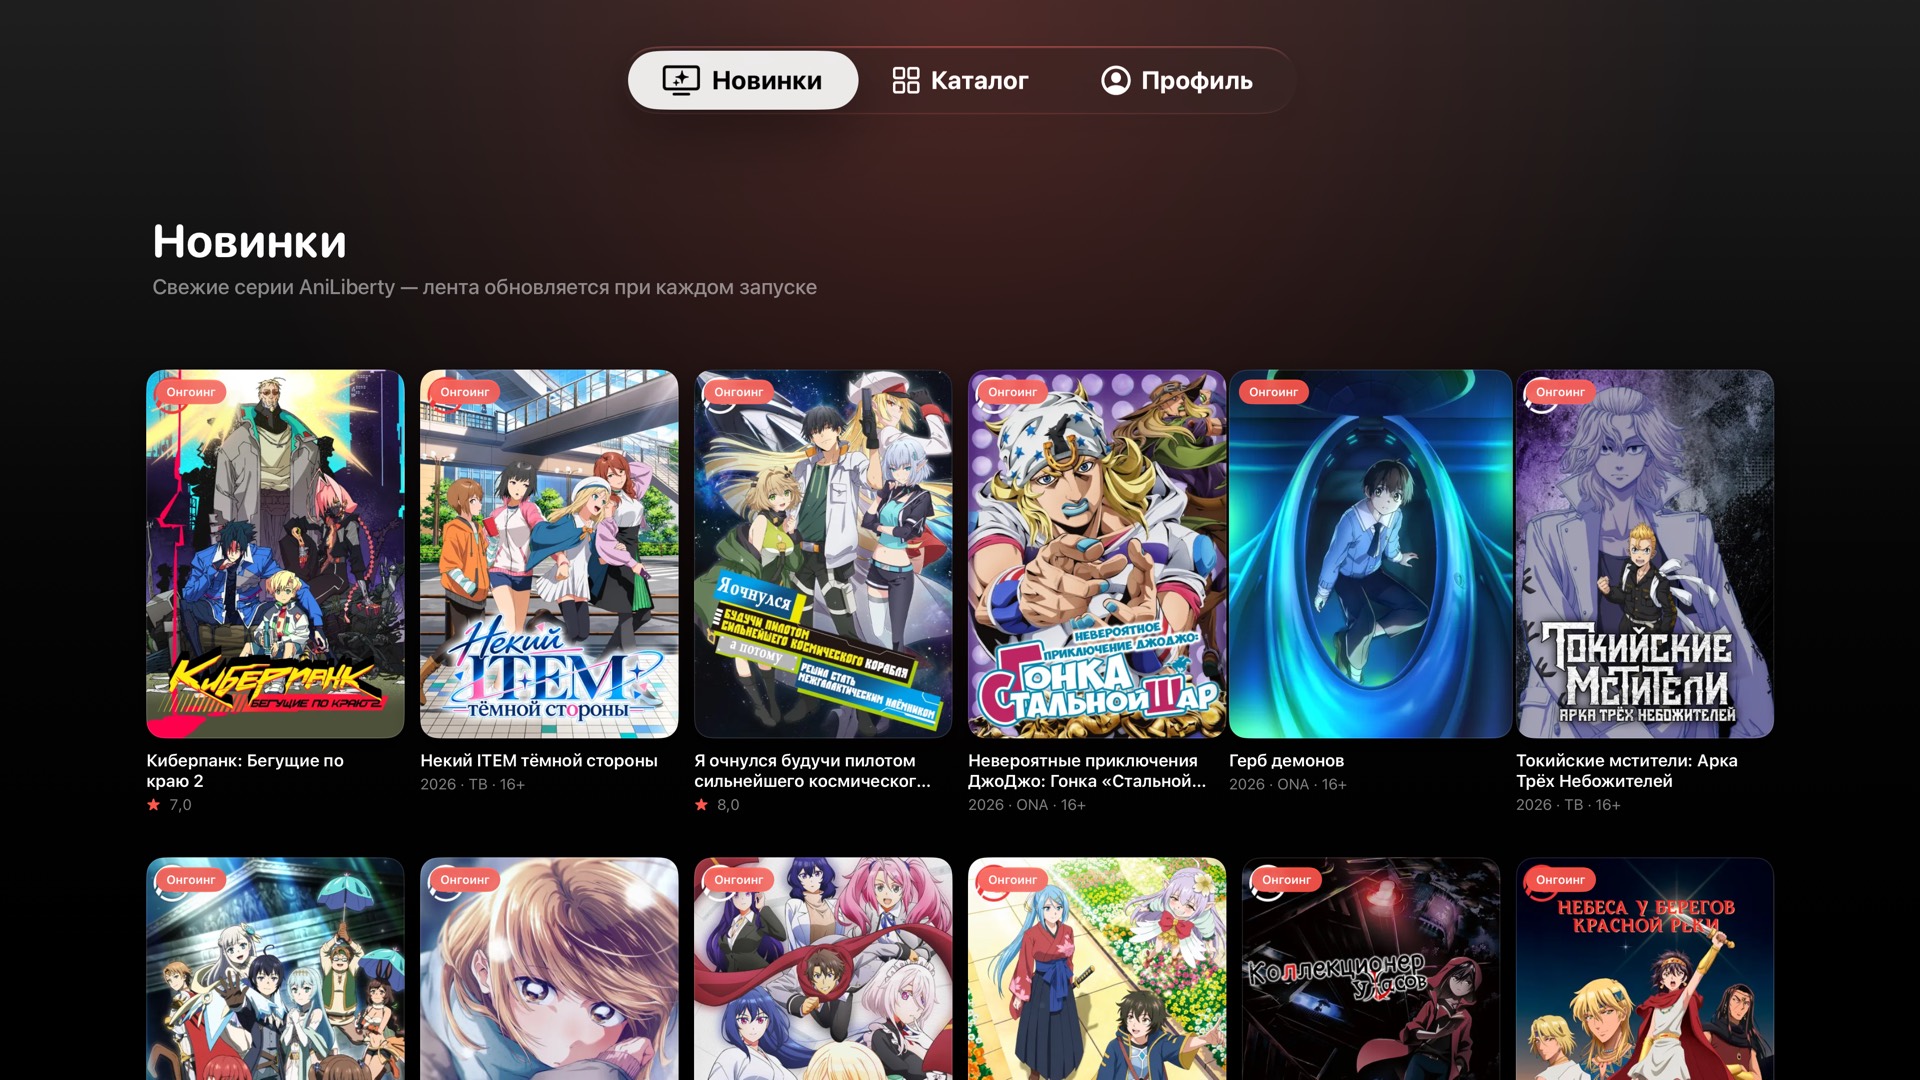 Новинки
Каталог
Профиль
Новинки
Свежие серии AniLiberty — лента обновляется при каждом запуске
Онгоинг
Онгоинг
Онгоинг
Онгоинг
Онгоинг
Онгоинг
Киберпанк
БЕГУЩИЕ ПО КРАЮ 2
Некий
ITEM
тёмной стороны
Я очнулся
БУДУЧИ ПИЛОТОМ
СИЛЬНЕЙШЕГО КОСМИЧЕСКОГО КОРАБЛЯ
а потому
РЕШИЛ СТАТЬ
МЕЖГАЛАКТИЧЕСКИМ НАЁМНИКОМ
НЕВЕРОЯТНОЕ
ПРИКЛЮЧЕНИЕ ДЖОДЖО:
ГОНКА
СТАЛЬНОЙ ШАР
ТОКИЙСКИЕ
МСТИТЕЛИ
АРКА ТРЁХ НЕБОЖИТЕЛЕЙ
Киберпанк: Бегущие по
краю 2
7,0
Некий ITEM тёмной стороны
2026 · ТВ · 16+
Я очнулся будучи пилотом
сильнейшего космическог...
8,0
Невероятные приключения
ДжоДжо: Гонка «Стальной...
2026 · ONA · 16+
Герб демонов
2026 · ONA · 16+
Токийские мстители: Арка
Трёх Небожителей
2026 · ТВ · 16+
Онгоинг
Онгоинг
Онгоинг
Онгоинг
Онгоинг
Онгоинг
Коллекционер
Ужасов
НЕБЕСА У БЕРЕГОВ
КРАСНОЙ РЕКИ